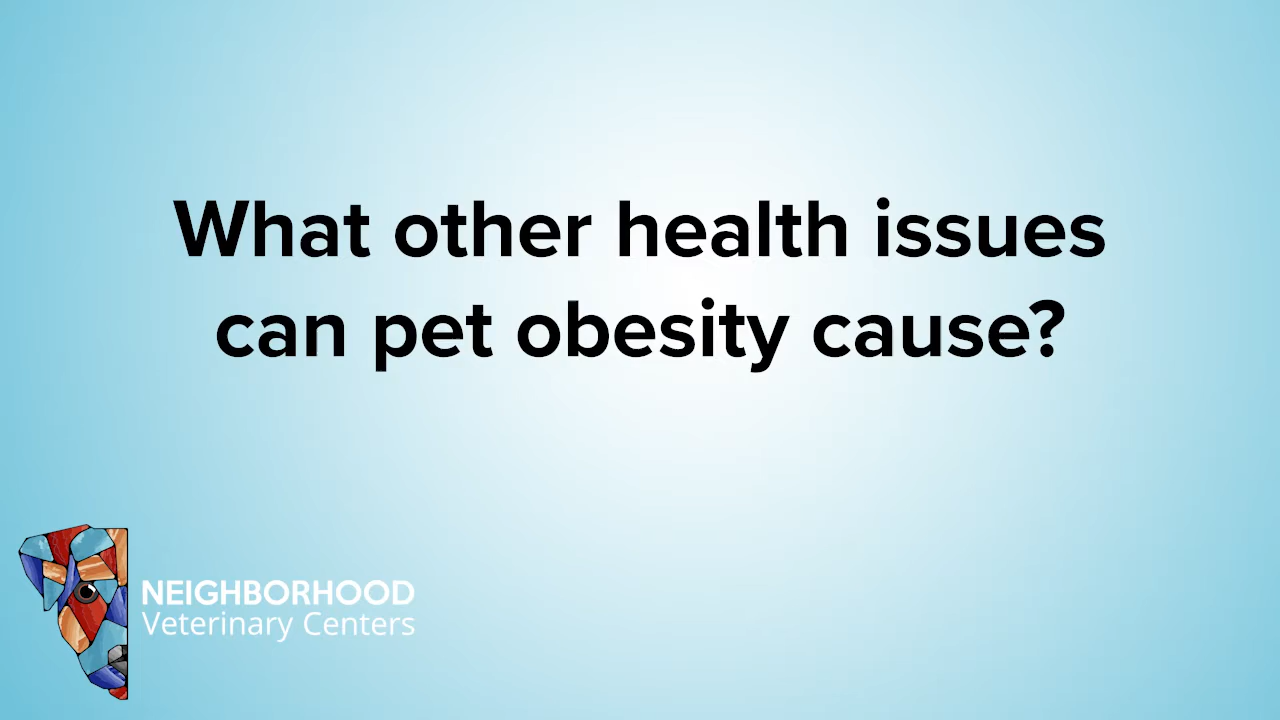 What other health issues
can pet obesity cause?
NEIGHBORHOOD
Veterinary Centers